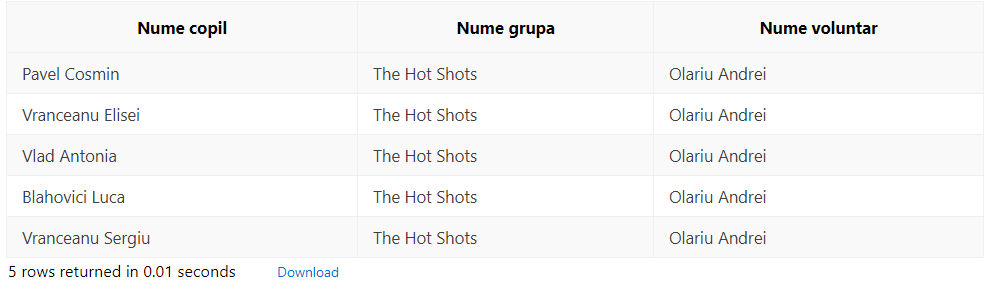 Nume copil Nume grupa Nume voluntar
Pavel Cosmin The Hot Shots Olariu Andrei
Vranceanu Elisei The Hot Shots Olariu Andrei
Vlad Antonia The Hot Shots Olariu Andrei
Blahovici Luca The Hot Shots Olariu Andrei
Vranceanu Sergiu The Hot Shots Olariu Andrei
5 rows returned in 0.01 seconds Download